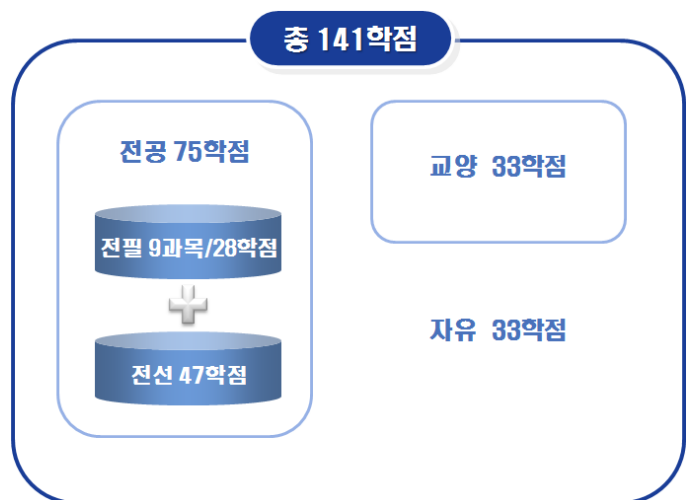 총 141학점
전공 75학점
전필 9과목/28학점
전선 47학점
교양 33학점
자유 33학점